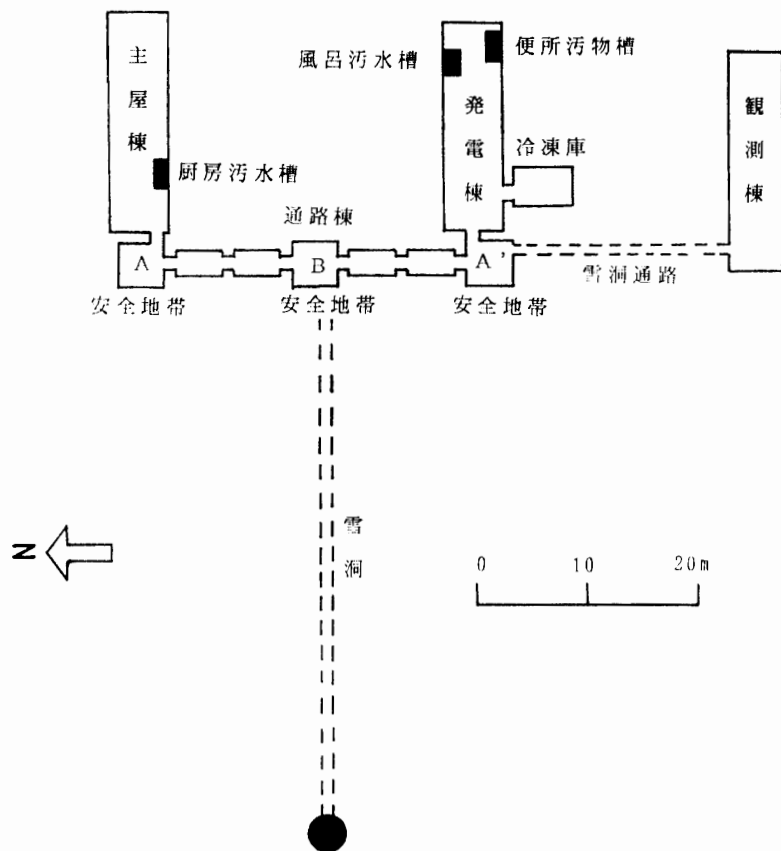 主屋棟
風呂汚水槽
便所汚物槽
発電棟
観測棟
冷凍庫
厨房汚水槽
通路棟
A
B
A'
雪洞通路
安全地帯
安全地帯
安全地帯
雪洞
N
0 10 20m